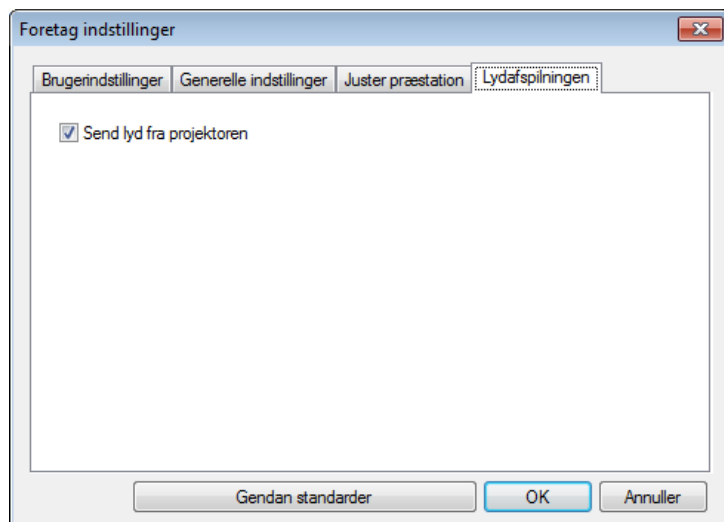 Foretag indstillinger
Brugerindstillinger Generelle indstillinger Juster præstation Lydafspilningen
Send lyd fra projektoren
Gendan standarder OK Annuller